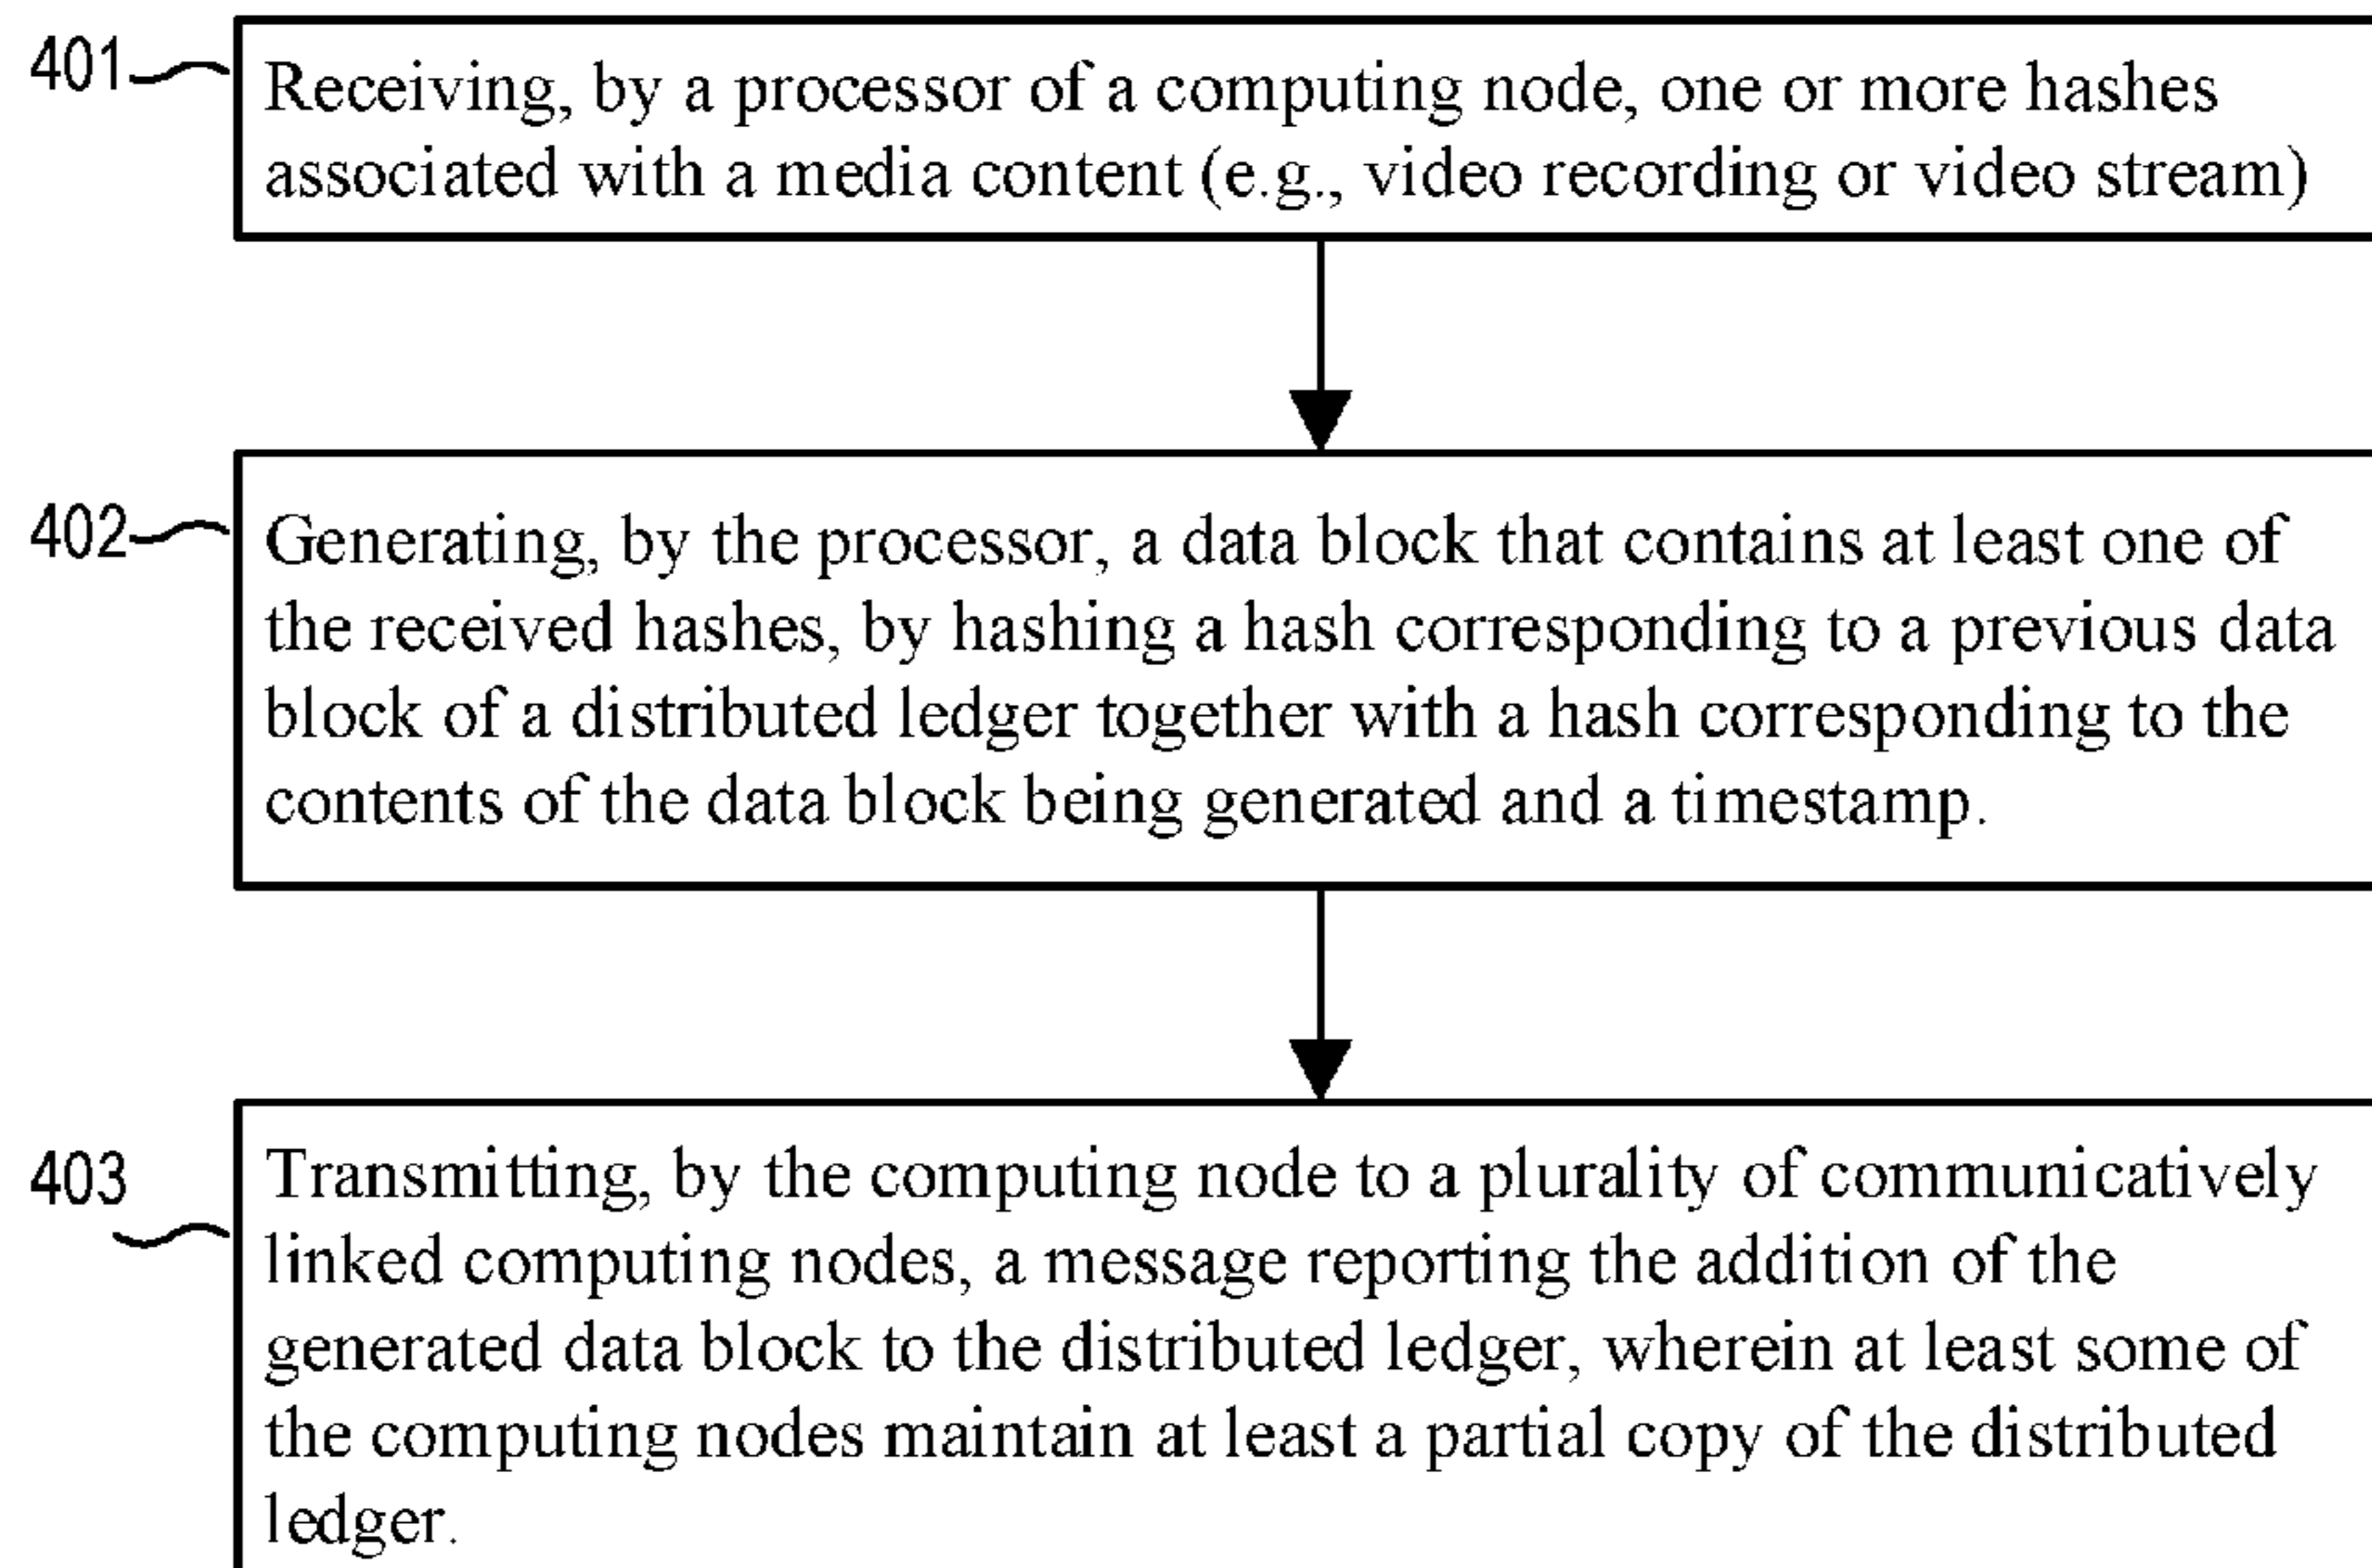 401
Receiving, by a processor of a computing node, one or more hashes
associated with a media content (e.g., video recording or video stream)
402
Generating, by the processor, a data block that contains at least one of
the received hashes, by hashing a hash corresponding to a previous data
block of a distributed ledger together with a hash corresponding to the
contents of the data block being generated and a timestamp.
403
Transmitting, by the computing node to a plurality of communicatively
linked computing nodes, a message reporting the addition of the
generated data block to the distributed ledger, wherein at least some of
the computing nodes maintain at least a partial copy of the distributed
ledger.